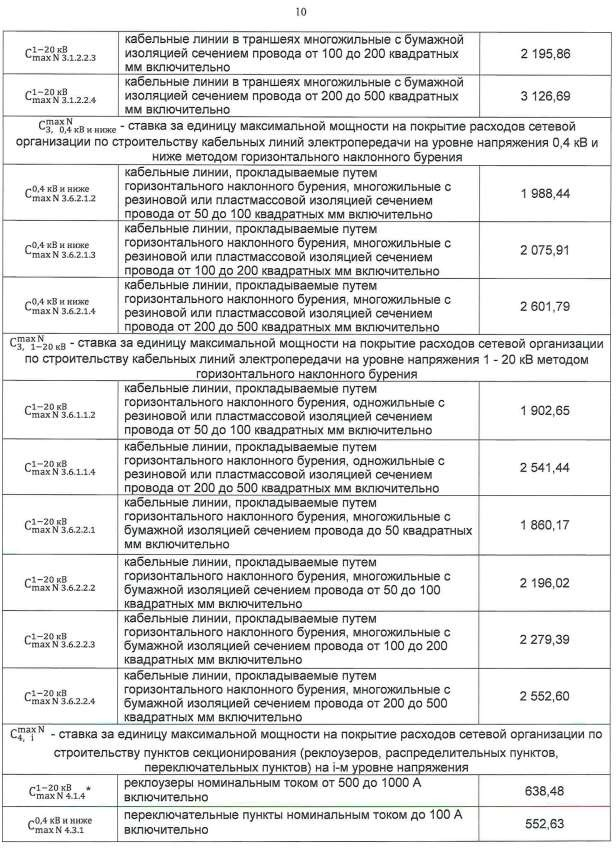 10
C 1–20 кВ max N 3.1.2.2.3
кабельные линии в траншеях многожильные с бумажной
изоляцией сечением провода от 100 до 200 квадратных
мм включительно
2 195,86
C 1–20 кВ max N 3.1.2.2.4
кабельные линии в траншеях многожильные с бумажной
изоляцией сечением провода от 200 до 500 квадратных
мм включительно
3 126,69
C max N 3, 0,4 кВ и ниже - ставка за единицу максимальной мощности на покрытие расходов сетевой
организации по строительству кабельных линий электропередачи на уровне напряжения 0,4 кВ и
ниже методом горизонтального наклонного бурения
C 0,4 кВ и ниже max N 3.6.2.1.2
кабельные линии, прокладываемые путем
горизонтального наклонного бурения, многожильные с
резиновой или пластмассовой изоляцией сечением
провода от 50 до 100 квадратных мм включительно
1 988,44
C 0,4 кВ и ниже max N 3.6.2.1.3
кабельные линии, прокладываемые путем
горизонтального наклонного бурения, многожильные с
резиновой или пластмассовой изоляцией сечением
провода от 100 до 200 квадратных мм включительно
2 075,91
C 0,4 кВ и ниже max N 3.6.2.1.4
кабельные линии, прокладываемые путем
горизонтального наклонного бурения, многожильные с
резиновой или пластмассовой изоляцией сечением
провода от 200 до 500 квадратных мм включительно
2 601,79
C max N 3, 1–20 кВ - ставка за единицу максимальной мощности на покрытие расходов сетевой организации
по строительству кабельных линий электропередачи на уровне напряжения 1 - 20 кВ методом
горизонтального наклонного бурения
C 1–20 кВ max N 3.6.1.1.2
кабельные линии, прокладываемые путем
горизонтального наклонного бурения, одножильные с
резиновой или пластмассовой изоляцией сечением
провода от 50 до 100 квадратных мм включительно
1 902,65
C 1–20 кВ max N 3.6.1.1.4
кабельные линии, прокладываемые путем
горизонтального наклонного бурения, одножильные с
резиновой или пластмассовой изоляцией сечением
провода от 200 до 500 квадратных мм включительно
2 541,44
C 1–20 кВ max N 3.6.2.2.1
кабельные линии, прокладываемые путем
горизонтального наклонного бурения, многожильные с
бумажной изоляцией сечением провода до 50 квадратных
мм включительно
1 860,17
C 1–20 кВ max N 3.6.2.2.2
кабельные линии, прокладываемые путем
горизонтального наклонного бурения, многожильные с
бумажной изоляцией сечением провода от 50 до 100
квадратных мм включительно
2 196,02
C 1–20 кВ max N 3.6.2.2.3
кабельные линии, прокладываемые путем
горизонтального наклонного бурения, многожильные с
бумажной изоляцией сечением провода от 100 до 200
квадратных мм включительно
2 279,39
C 1–20 кВ max N 3.6.2.2.4
кабельные линии, прокладываемые путем
горизонтального наклонного бурения, многожильные с
бумажной изоляцией сечением провода от 200 до 500
квадратных мм включительно
2 552,60
C max N 4, i - ставка за единицу максимальной мощности на покрытие расходов сетевой организации по
строительству пунктов секционирования (реклоузеров, распределительных пунктов,
переключательных пунктов) на i-м уровне напряжения
C 1–20 кВ max N 4.1.4 *
реклоузеры номинальным током от 500 до 1000 А
включительно
638,48
C 0,4 кВ и ниже max N 4.3.1
переключательные пункты номинальным током до 100 А
включительно
552,63